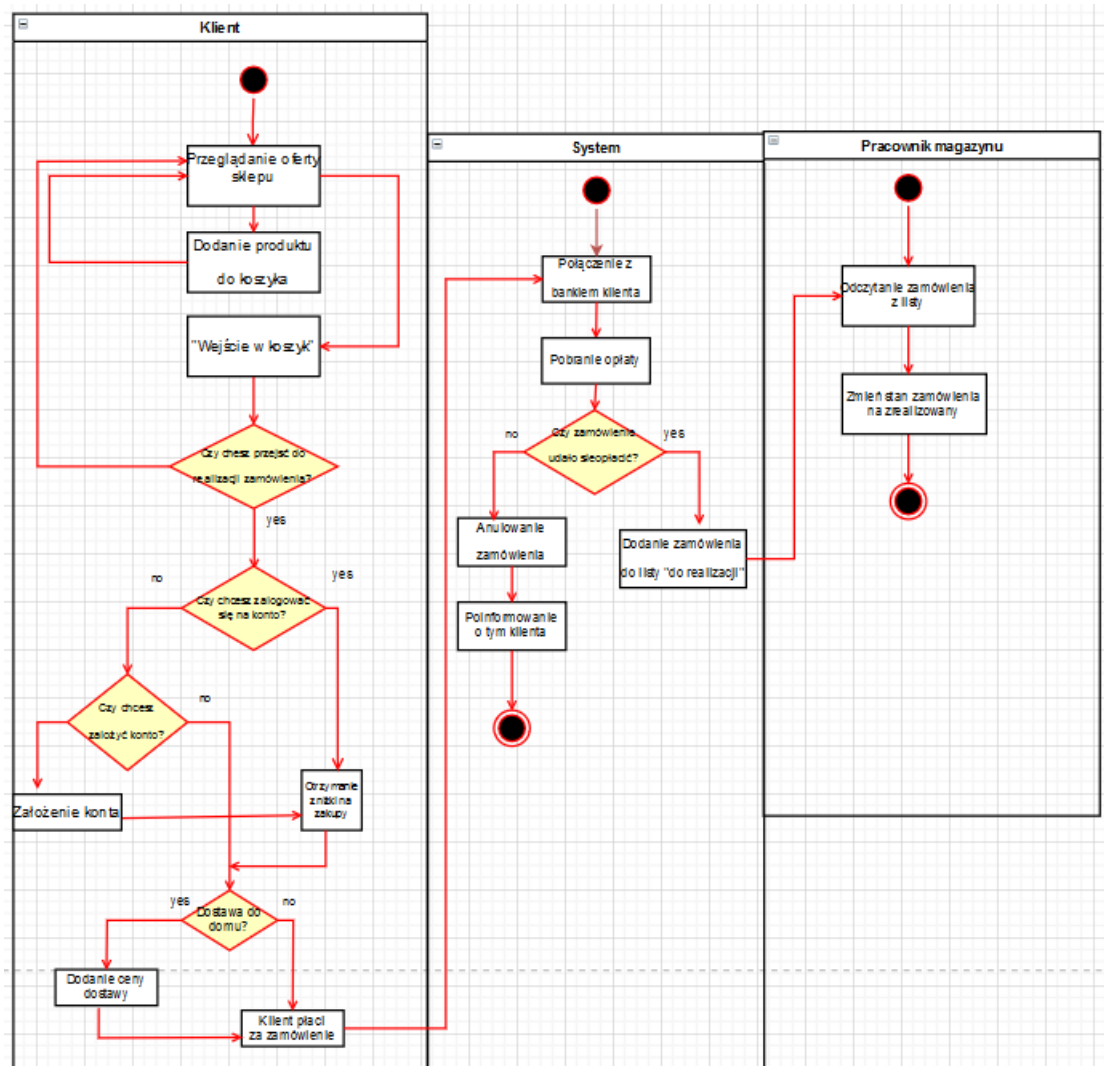 Klient
Przeglądanie oferty
sklepu
Dodanie produktu
do koszyka
"Wejście w koszyk"
Czy chesz przejść do
realizacji zamówienia?
yes
no
yes
Czy chcesz zalogować
się na konto?
no
Czy chcesz
założyć konto?
Założenie konta
Otrzymanie
zniżki na
zakupy
yes
no
Dostawa do
domu?
Dodanie ceny
dostawy
Klient płaci
za zamówienie
System
Połączenie z
bankiem klienta
Pobranie opłaty
no
yes
Czy zamówienie
udało sieopłacić?
Anulowanie
zamówienia
Dodanie zamówienia
do listy "do realizacji"
Poinformowanie
o tym klienta
Pracownik magazynu
Odczytanie zamówienia
z listy
Zmień stan zamówienia
na zrealizowany